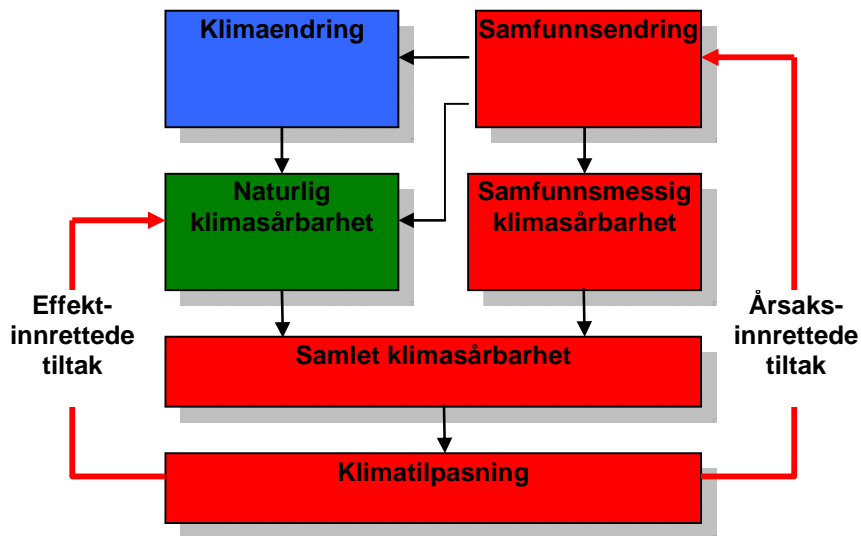 Klimaendring
Samfunnsendring
Naturlig
klimasårbarhet
Samfunnsmessig
klimasårbarhet
Effekt-
innrettede
tiltak
Årsaks-
innrettede
tiltak
Samlet klimasårbarhet
Klimatilpasning